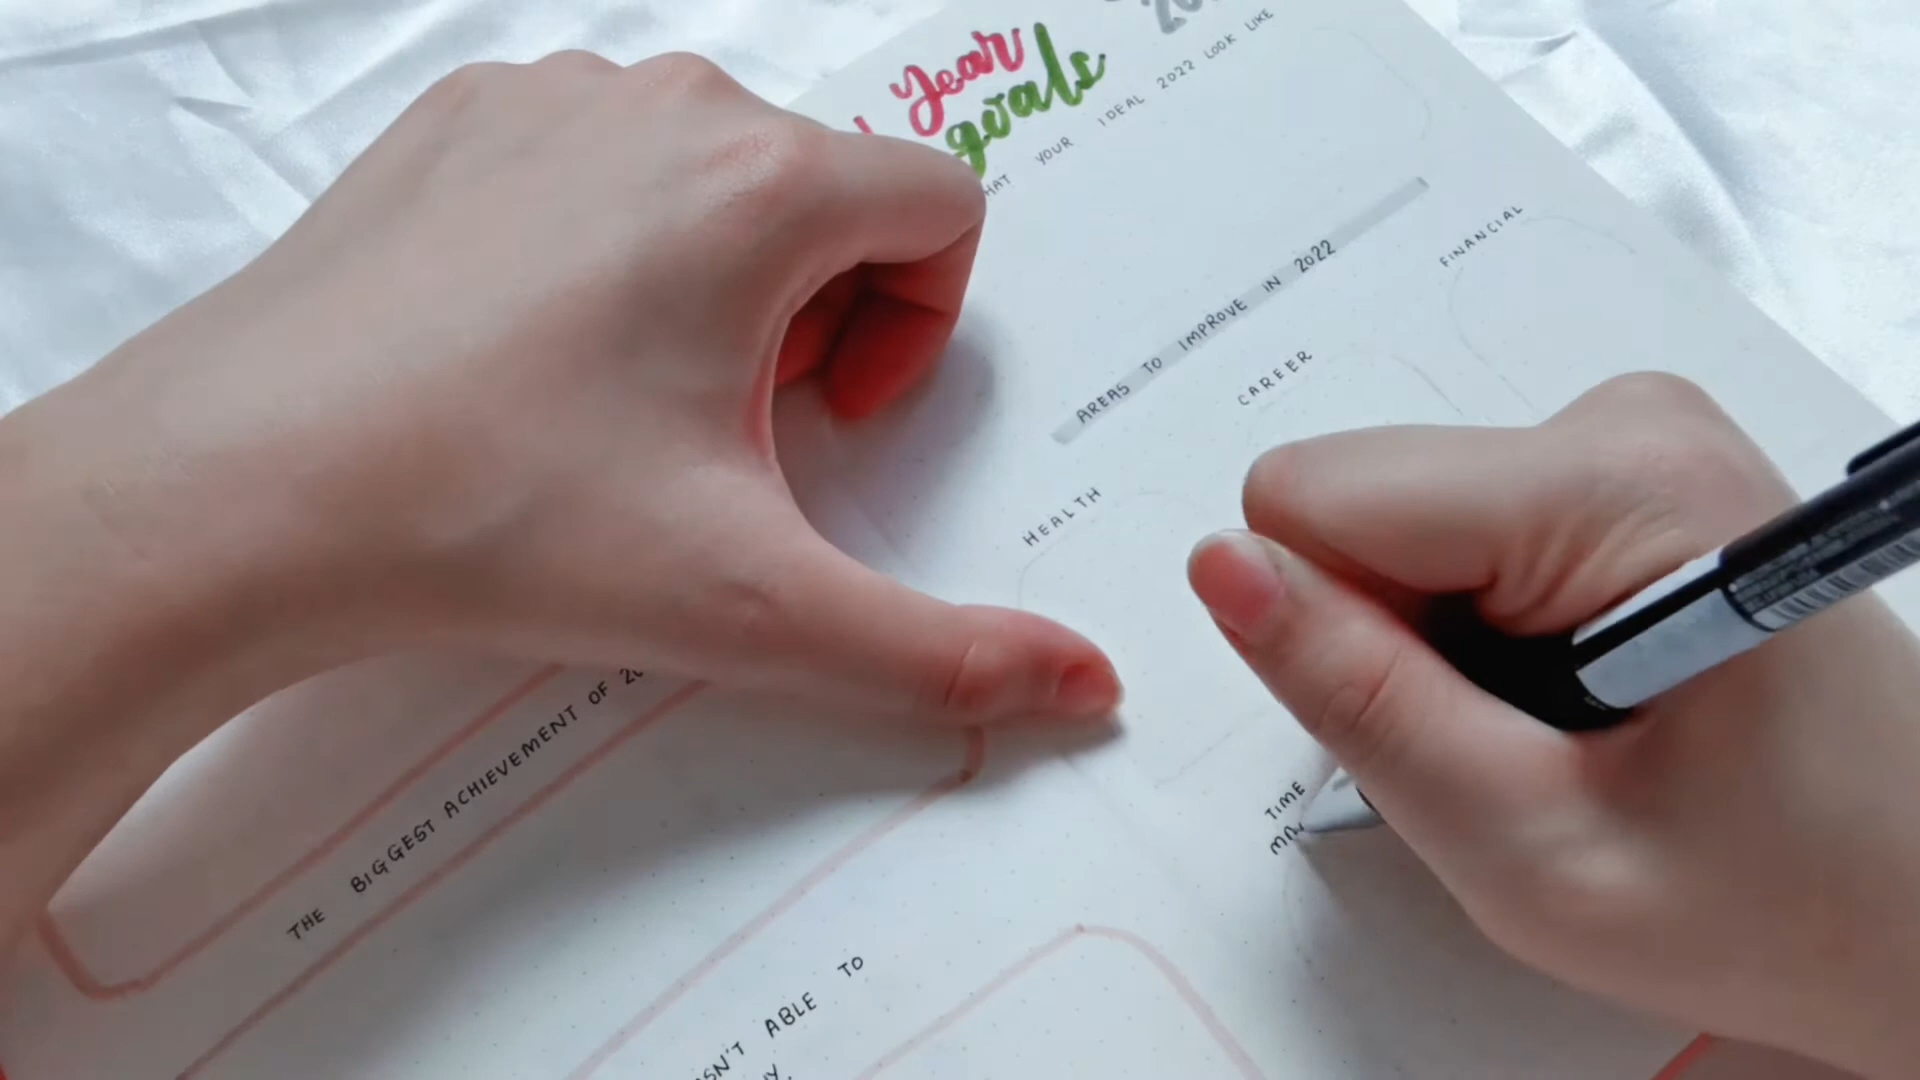 Year
goals
YOUR IDEAL 2022 LOOK LIKE
AREAS TO IMPROVE IN 2022
FINANCIAL
CAREER
HEALTH
TIME
THE BIGGEST ACHIEVEMENT OF
ABLE TO